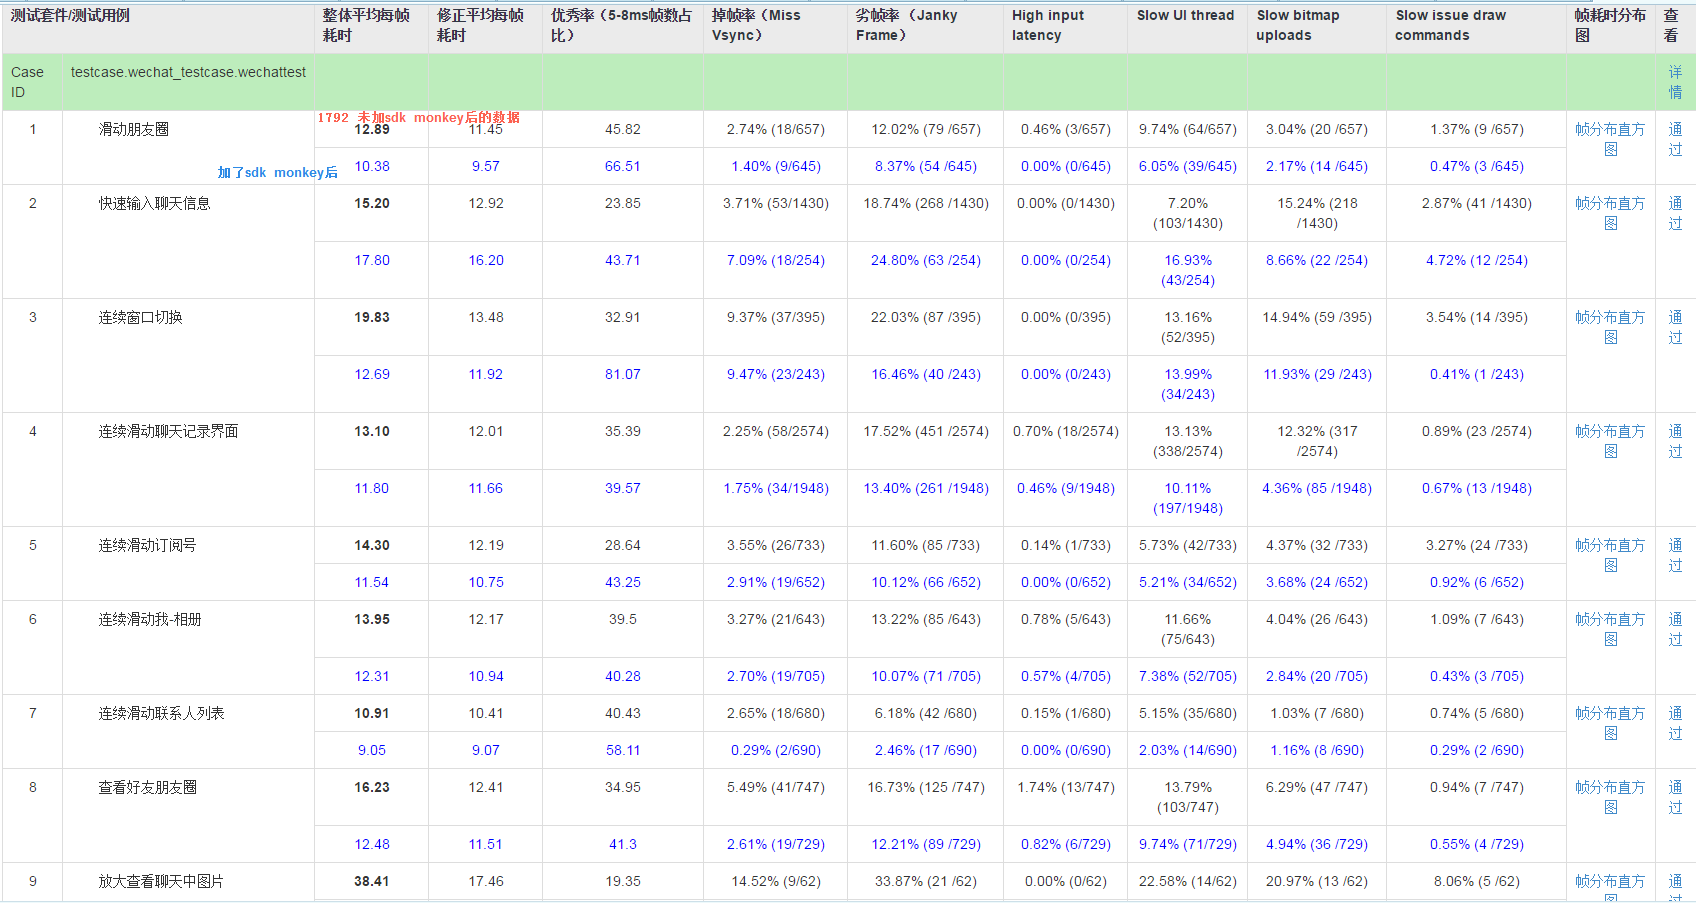 测试套件/测试用例 整体平均每帧耗时 修正平均每帧耗时 优秀率（5-8ms帧数占比） 掉帧率（Miss Vsync） 劣帧率 （Janky Frame） High input latency Slow UI thread Slow bitmap uploads Slow issue draw commands 帧耗时分布图 查看
Case ID testcase.wechat_testcase.wechattest 详情
1792 未加sdk monkey后的数据
1 滑动朋友圈 12.89 11.45 45.82 2.74% (18/657) 12.02% (79 /657) 0.46% (3/657) 9.74% (64/657) 3.04% (20 /657) 1.37% (9 /657) 帧分布直方图 通过
加了sdk monkey后
10.38 9.57 66.51 1.40% (9/645) 8.37% (54 /645) 0.00% (0/645) 6.05% (39/645) 2.17% (14 /645) 0.47% (3 /645)
2 快速输入聊天信息 15.20 12.92 23.85 3.71% (53/1430) 18.74% (268 /1430) 0.00% (0/1430) 7.20% (103/1430) 15.24% (218 /1430) 2.87% (41 /1430) 帧分布直方图 通过
17.80 16.20 43.71 7.09% (18/254) 24.80% (63 /254) 0.00% (0/254) 16.93% (43/254) 8.66% (22 /254) 4.72% (12 /254)
3 连续窗口切换 19.83 13.48 32.91 9.37% (37/395) 22.03% (87 /395) 0.00% (0/395) 13.16% (52/395) 14.94% (59 /395) 3.54% (14 /395) 帧分布直方图 通过
12.69 11.92 81.07 9.47% (23/243) 16.46% (40 /243) 0.00% (0/243) 13.99% (34/243) 11.93% (29 /243) 0.41% (1 /243)
4 连续滑动聊天记录界面 13.10 12.01 35.39 2.25% (58/2574) 17.52% (451 /2574) 0.70% (18/2574) 13.13% (338/2574) 12.32% (317 /2574) 0.89% (23 /2574) 帧分布直方图 通过
11.80 11.66 39.57 1.75% (34/1948) 13.40% (261 /1948) 0.46% (9/1948) 10.11% (197/1948) 4.36% (85 /1948) 0.67% (13 /1948)
5 连续滑动订阅号 14.30 12.19 28.64 3.55% (26/733) 11.60% (85 /733) 0.14% (1/733) 5.73% (42/733) 4.37% (32 /733) 3.27% (24 /733) 帧分布直方图 通过
11.54 10.75 43.25 2.91% (19/652) 10.12% (66 /652) 0.00% (0/652) 5.21% (34/652) 3.68% (24 /652) 0.92% (6 /652)
6 连续滑动我-相册 13.95 12.17 39.5 3.27% (21/643) 13.22% (85 /643) 0.78% (5/643) 11.66% (75/643) 4.04% (26 /643) 1.09% (7 /643) 帧分布直方图 通过
12.31 10.94 40.28 2.70% (19/705) 10.07% (71 /705) 0.57% (4/705) 7.38% (52/705) 2.84% (20 /705) 0.43% (3 /705)
7 连续滑动联系人列表 10.91 10.41 40.43 2.65% (18/680) 6.18% (42 /680) 0.15% (1/680) 5.15% (35/680) 1.03% (7 /680) 0.74% (5 /680) 帧分布直方图 通过
9.05 9.07 58.11 0.29% (2/690) 2.46% (17 /690) 0.00% (0/690) 2.03% (14/690) 1.16% (8 /690) 0.29% (2 /690)
8 查看好友朋友圈 16.23 12.41 34.95 5.49% (41/747) 16.73% (125 /747) 1.74% (13/747) 13.79% (103/747) 6.29% (47 /747) 0.94% (7 /747) 帧分布直方图 通过
12.48 11.51 41.3 2.61% (19/729) 12.21% (89 /729) 0.82% (6/729) 9.74% (71/729) 4.94% (36 /729) 0.55% (4 /729)
9 放大查看聊天中图片 38.41 17.46 19.35 14.52% (9/62) 33.87% (21 /62) 0.00% (0/62) 22.58% (14/62) 20.97% (13 /62) 8.06% (5 /62) 帧分布直方图 通过